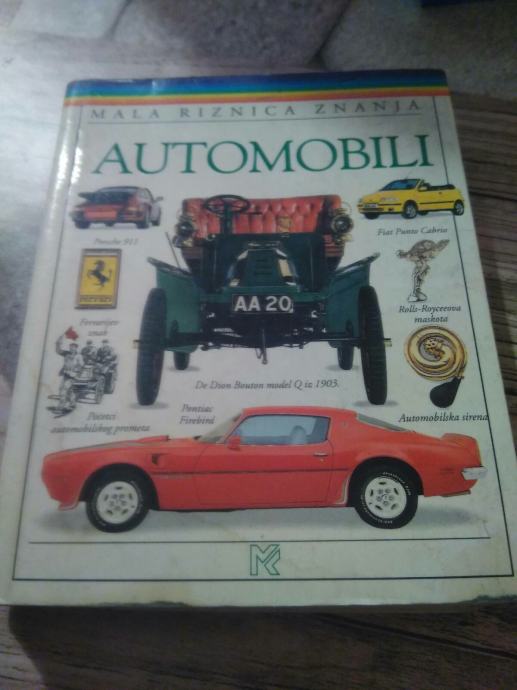 MALA RIZNICA ZNANJA
AUTOMOBILI
Porsche 911
Fiat Punto Cabrio
Ferrari
Ferrarijev
znak
AA 20
Rolls-Royceova
maskota
De Dion Bouton model Q iz 1903.
Počeci
automobilskog prometa
Pontiac
Firebird
Automobilska sirena
MK